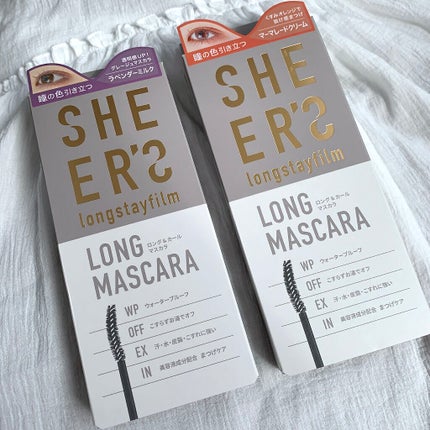 透明感UP!
グレージュマスカラ
瞳の色引き立つ
ラベンダーミルク
SHE
ER'S
longstayfilm
LONG
ロング&カール
マスカラ
MASCARA
WP ウォータープルーフ
OFF こすらずお湯でオフ
EX 汗・水・皮脂・こすれに強い
IN 美容液成分配合 まつげケア
くすみオレンジで
抜け感まつげ
瞳の色引き立つ
マーマレードクリーム
SHE
ER'S
longstayfilm
LONG
ロング&カール
マスカラ
MASCARA
WP ウォータープルーフ
OFF こすらずお湯でオフ
EX 汗・水・皮脂・こすれに強い
IN 美容液成分配合 まつげケア